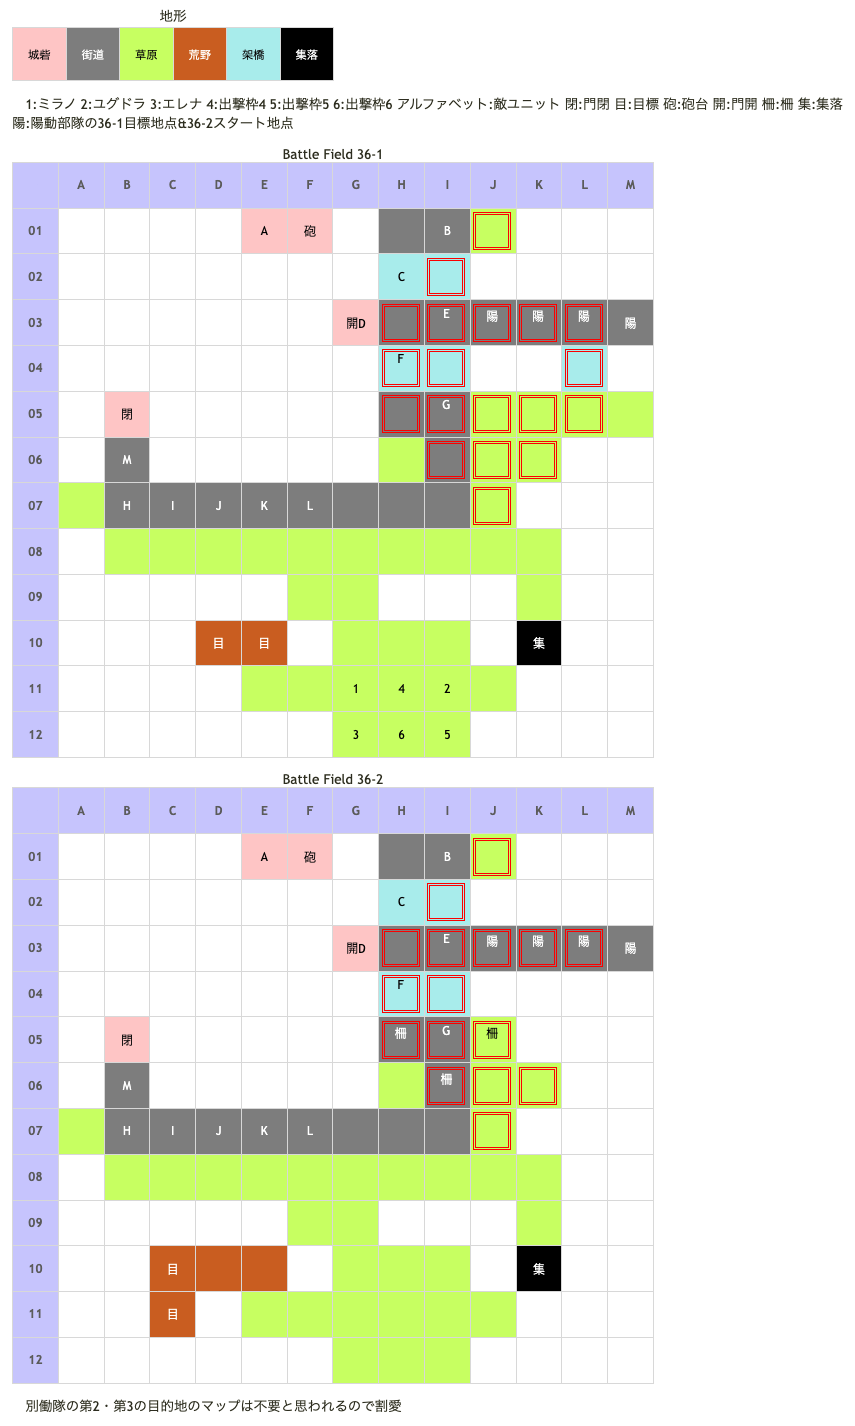 地形
城砦 街道 草原 荒野 架橋 集落
1:ミラノ 2:ユグドラ 3:エレナ 4:出撃枠4 5:出撃枠5 6:出撃枠6 アルファベット:敵ユニット 閉:門閉 目:目標 砲:砲台 開:門開 柵:柵 集:集落
陽:陽動部隊の36-1目標地点&36-2スタート地点
Battle Field 36-1
A B C D E F G H I J K L M
01 A 砲 B
02 C
03 開D E 陽 陽 陽 陽
04 F
05 閉 G
06 M
07 H I J K L
08
09
10 目 目 集
11 1 4 2
12 3 6 5
Battle Field 36-2
A B C D E F G H I J K L M
01 A 砲 B
02 C
03 開D E 陽 陽 陽 陽
04 F
05 閉 柵 G 柵
06 M 柵
07 H I J K L
08
09
10 目 集
11 目
12
別働隊の第2・第3の目的地のマップは不要と思われるので割愛